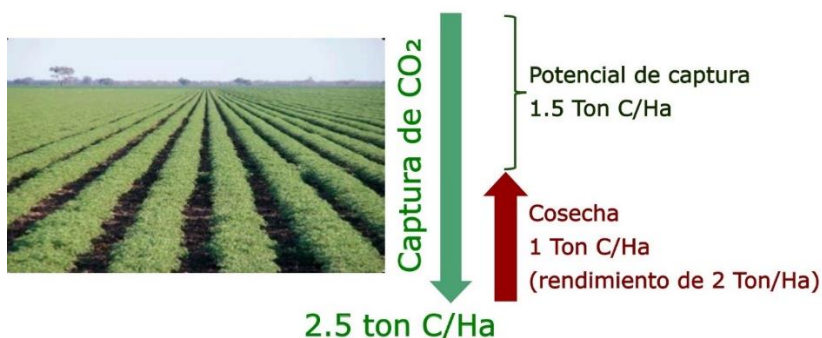 Captura de CO₂
Potencial de captura
1.5 Ton C/Ha
Cosecha
1 Ton C/Ha
(rendimiento de 2 Ton/Ha)
2.5 ton C/Ha